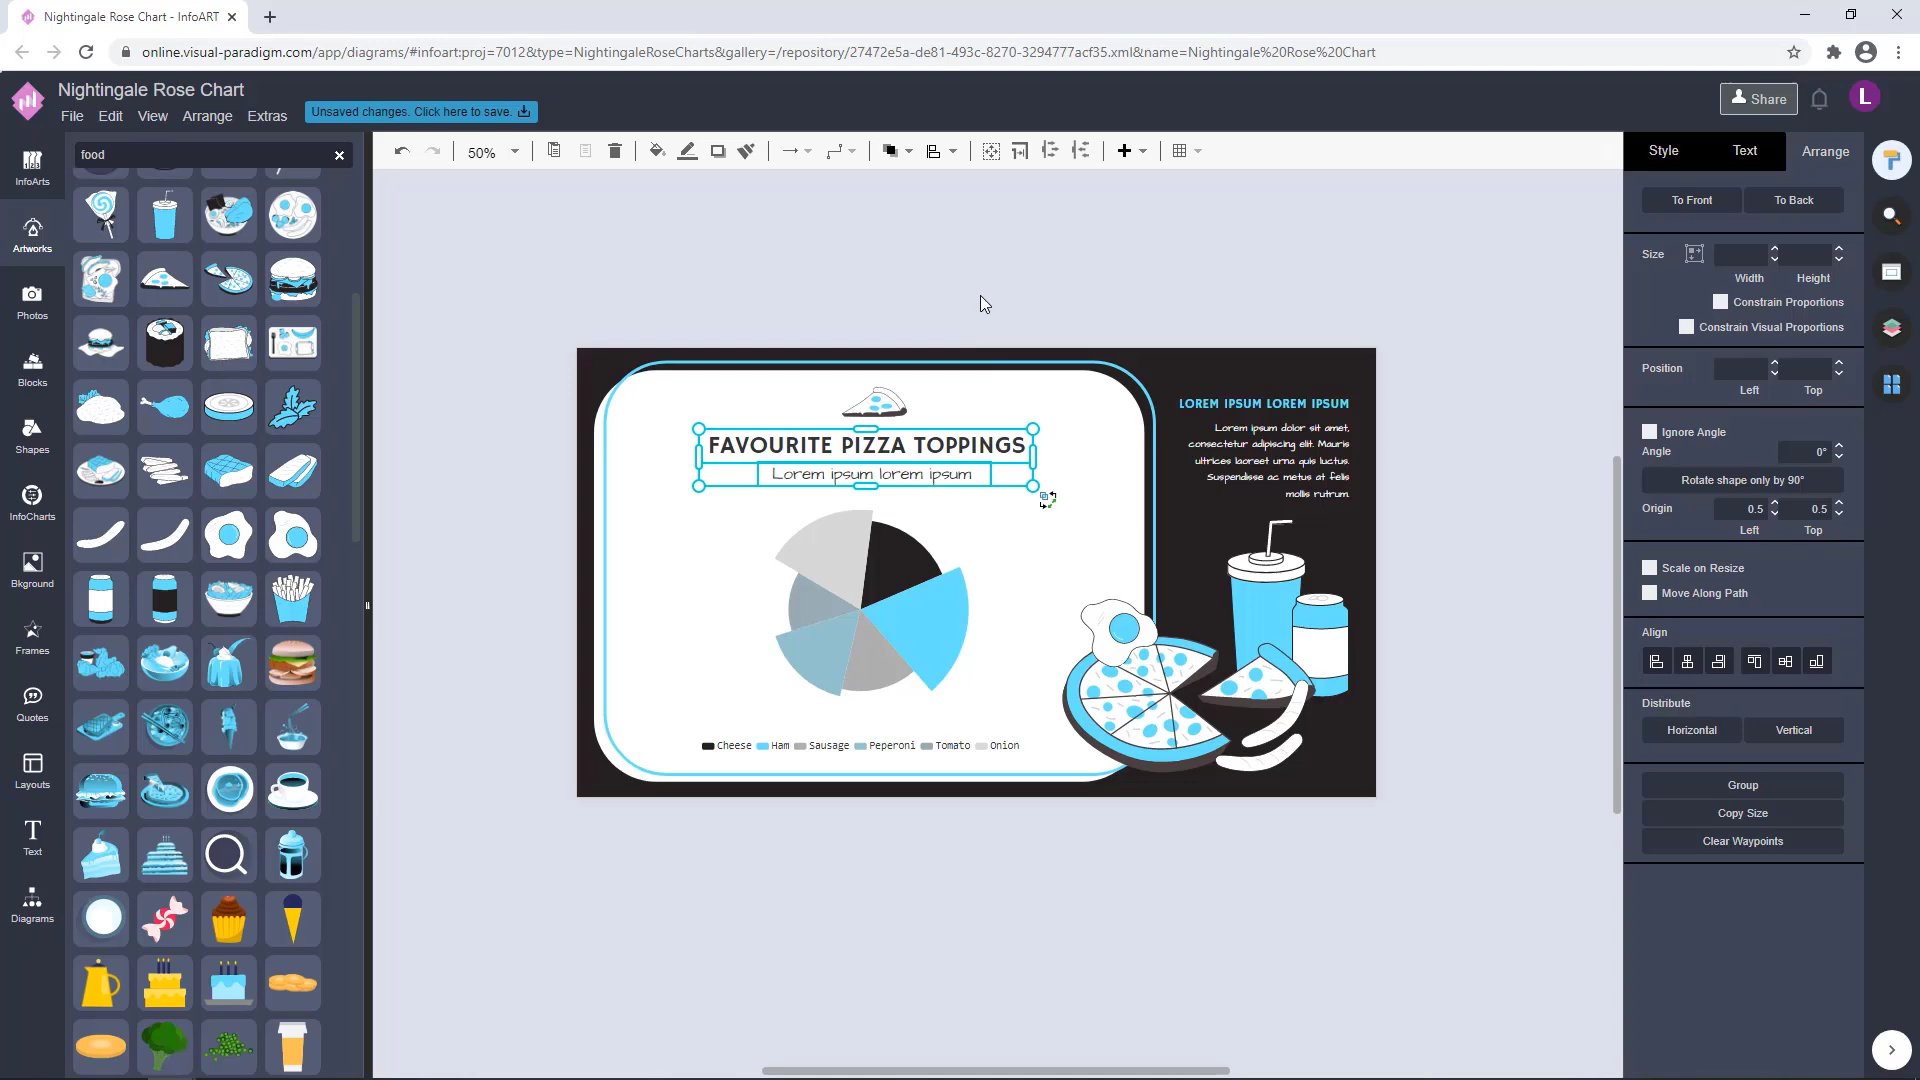 Nightingale Rose Chart - InfoART
online.visual-paradigm.com/app/diagrams/#infoart:proj=7012&type=NightingaleRoseCharts&gallery=/repository/27472e5a-de81-493c-8270-3294777acf35.xml&name=Nightingale%20Rose%20Chart
Nightingale Rose Chart
File Edit View Arrange Extras
Unsaved changes. Click here to save.
Share
L
food
50%
Style Text Arrange
InfoArts
Artworks
Photos
Blocks
Shapes
InfoCharts
Bkground
Frames
Quotes
Layouts
T
Text
Diagrams
FAVOURITE PIZZA TOPPINGS
Lorem ipsum lorem ipsum
Cheese Ham Sausage Peperoni Tomato Onion
LOREM IPSUM LOREM IPSUM
Lorem ipsum dolor sit amet,
consectetur adipiscing elit. Mauris
ultrices laoreet urna quis luctus.
Suspendisse ac metus at felis
mollis rutrum.
To Front To Back
Size
Width Height
Constrain Proportions
Constrain Visual Proportions
Position
Left Top
Ignore Angle
Angle 0°
Rotate shape only by 90°
Origin 0.5 0.5
Left Top
Scale on Resize
Move Along Path
Align
Distribute
Horizontal Vertical
Group
Copy Size
Clear Waypoints